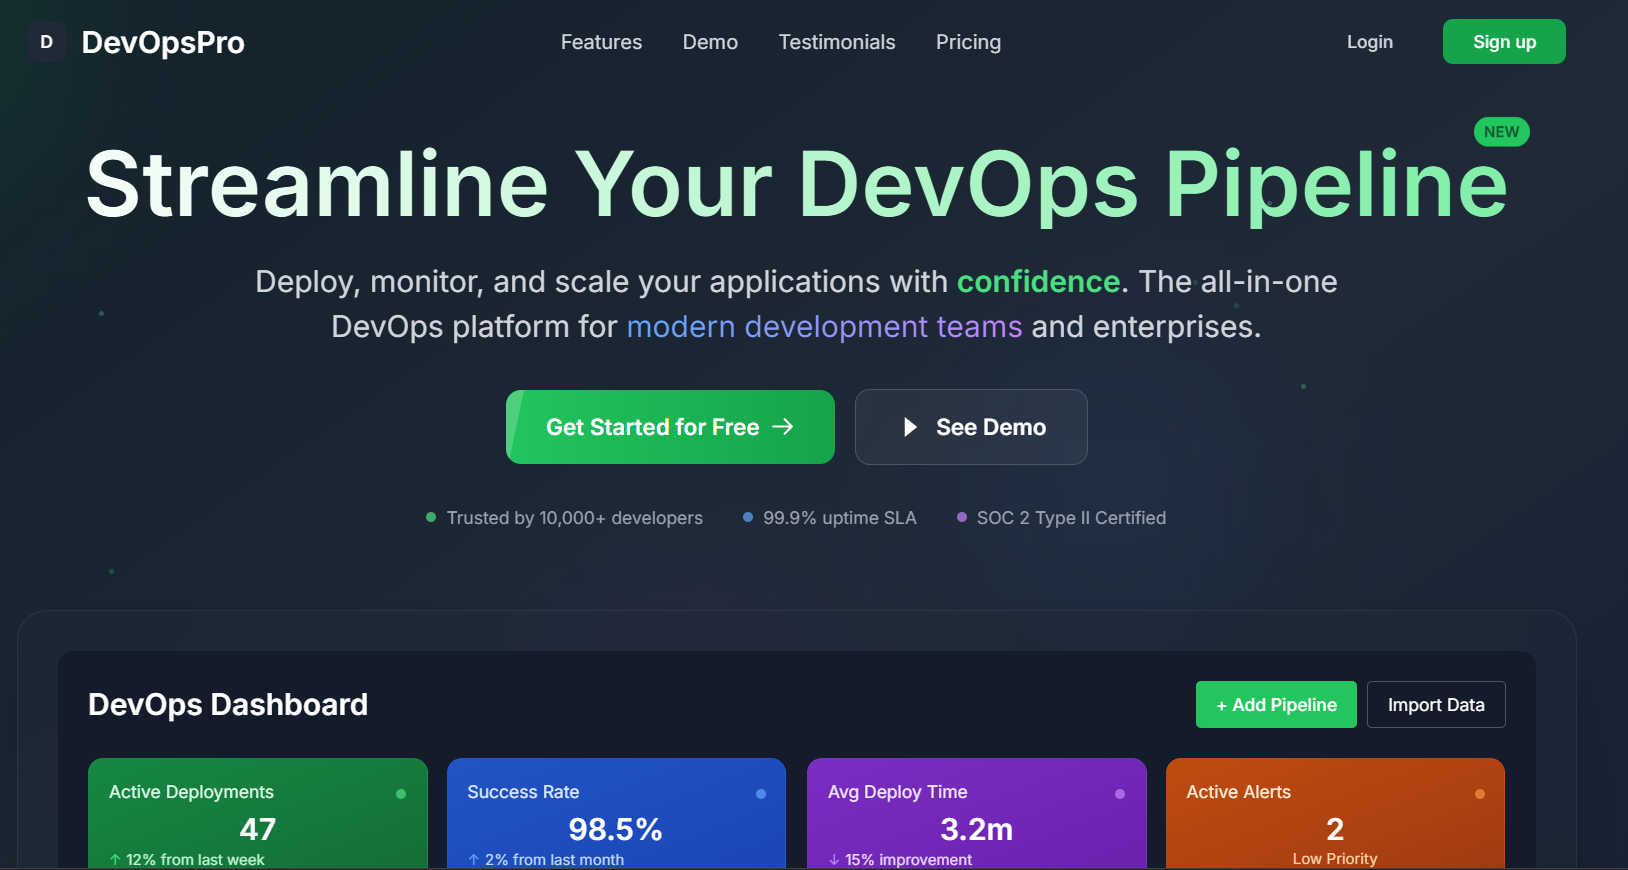 D DevOpsPro Features Demo Testimonials Pricing Login Sign up
NEW
Streamline Your DevOps Pipeline
Deploy, monitor, and scale your applications with confidence. The all-in-one
DevOps platform for modern development teams and enterprises.
Get Started for Free → See Demo
Trusted by 10,000+ developers 99.9% uptime SLA SOC 2 Type II Certified
DevOps Dashboard + Add Pipeline Import Data
Active Deployments Success Rate Avg Deploy Time Active Alerts
47 98.5% 3.2m 2
↑ 12% from last week ↑ 2% from last month ↓ 15% improvement Low Priority